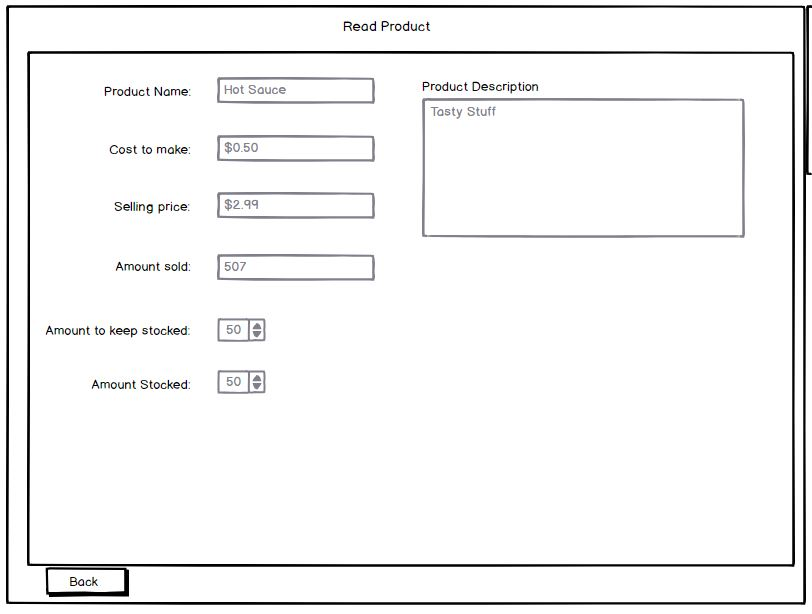 Read Product
Product Name: Hot Sauce
Cost to make: $0.50
Selling price: $2.99
Amount sold: 507
Amount to keep stocked: 50
Amount Stocked: 50
Product Description
Tasty Stuff
Back